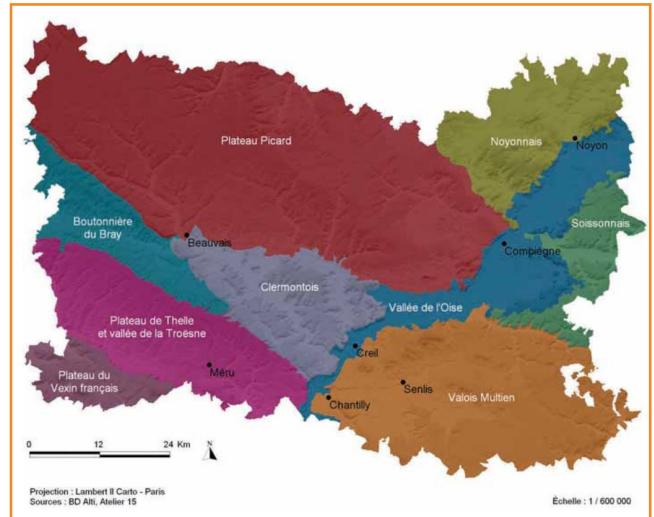 Plateau Picard
Noyonnais
Noyon
Boutonnière
du Bray
Beauvais
Soissonnais
Compiègne
Clermontois
Vallée de l'Oise
Plateau de Thelle
et vallée de la Troësne
Creil
Plateau du
Vexin français
Méru
Senlis
Chantilly
Valois Multien
0 12 24 Km
N
Projection : Lambert II Carto - Paris
Sources : BD Alti, Atelier 15
Échelle : 1 / 600 000